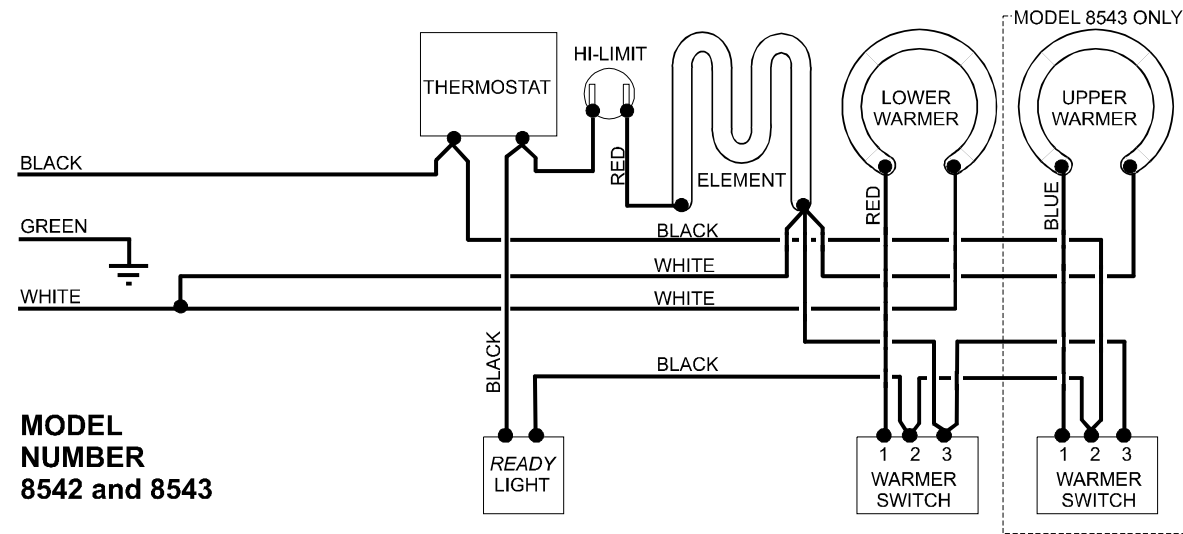 MODEL 8543 ONLY
HI-LIMIT
THERMOSTAT
LOWER
WARMER
UPPER
WARMER
BLACK
RED
ELEMENT
RED
BLUE
GREEN
BLACK
WHITE
WHITE
WHITE
BLACK
BLACK
MODEL
NUMBER
8542 and 8543
READY
LIGHT
1 2 3
WARMER
SWITCH
1 2 3
WARMER
SWITCH